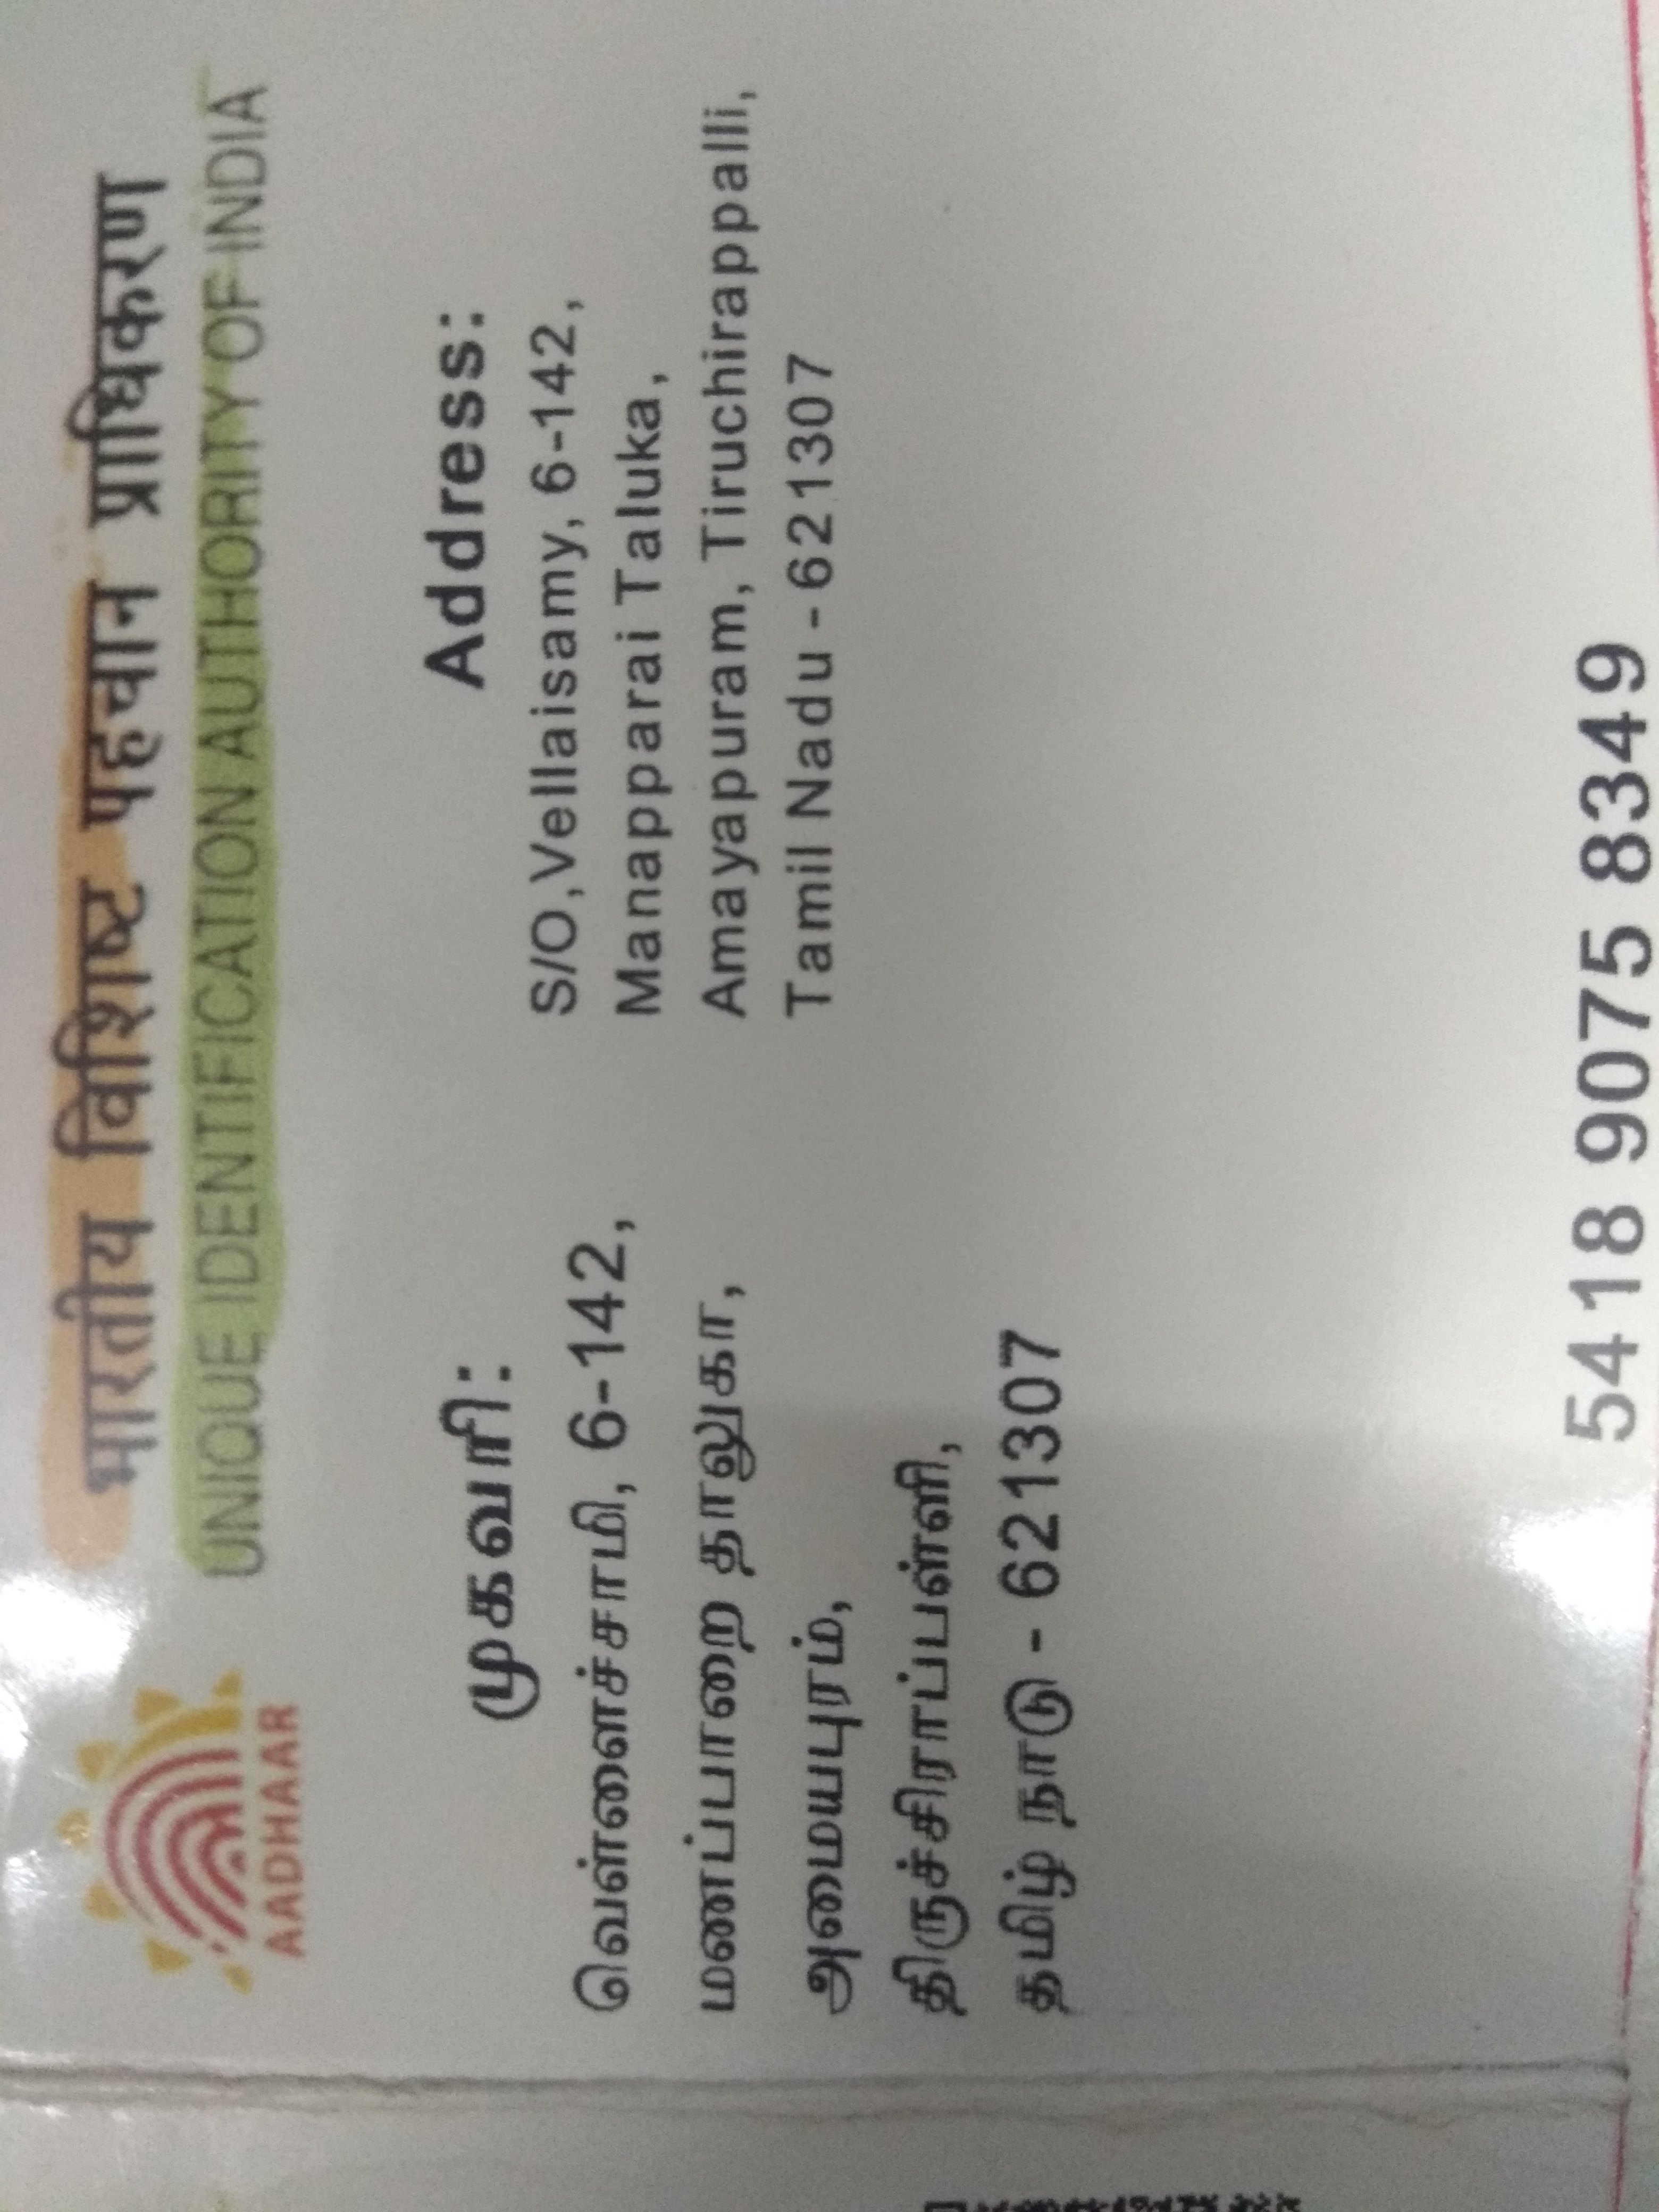 भारतीय विशिष्ट पहचान प्राधिकरण
UNIQUE IDENTIFICATION AUTHORITY OF INDIA
AADHAAR
முகவரி:
வெள்ளைச்சாமி, 6-142,
மணப்பாறை தாலுகா,
அமையபுரம்,
திருச்சிராப்பள்ளி,
தமிழ் நாடு - 621307
Address:
S/O,Vellaisamy, 6-142,
Manapparai Taluka,
Amayapuram, Tiruchirappalli,
Tamil Nadu - 621307
5418 9075 8349